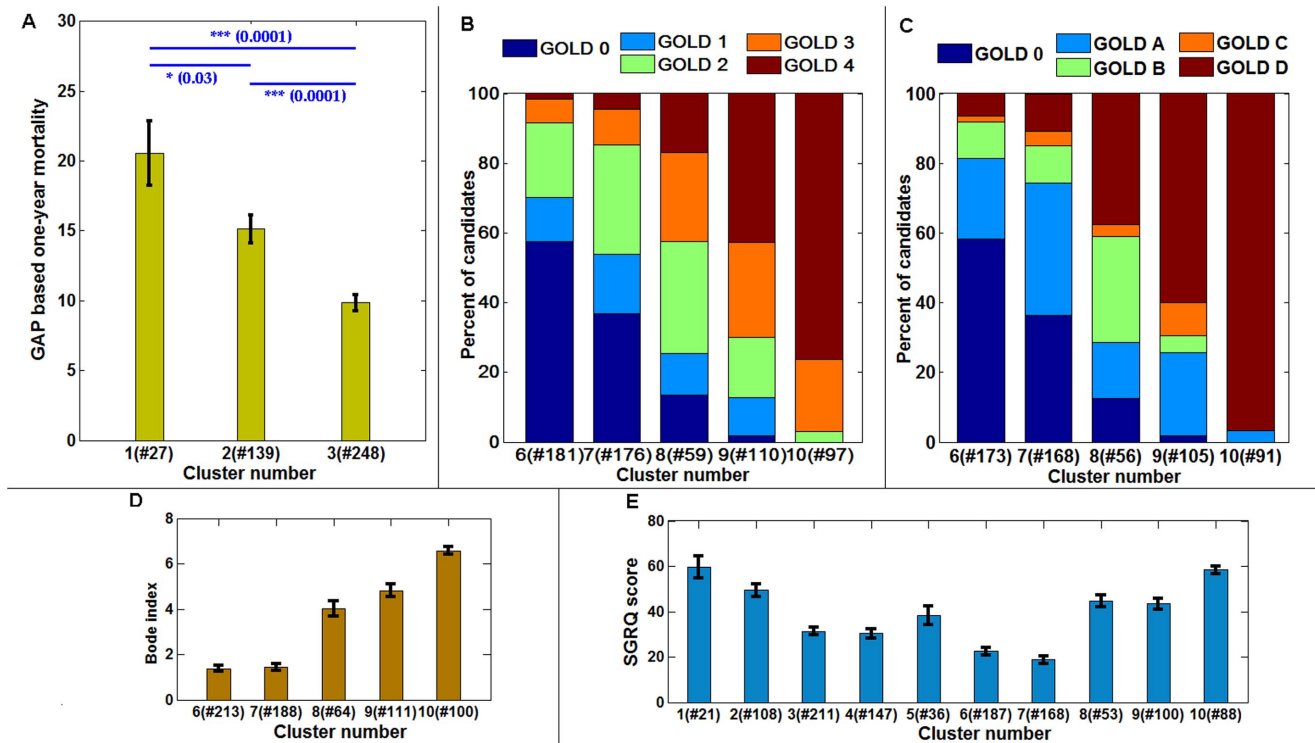 A
30
25
20
15
10
5
0
GAP based one-year mortality
*** (0.0001)
* (0.03)
*** (0.0001)
1(#27) 2(#139) 3(#248)
Cluster number
B
GOLD 0
GOLD 1
GOLD 2
GOLD 3
GOLD 4
100
80
60
40
20
0
Percent of candidates
6(#181) 7(#176) 8(#59) 9(#110) 10(#97)
Cluster number
C
GOLD 0
GOLD A
GOLD B
GOLD C
GOLD D
100
80
60
40
20
0
Percent of candidates
6(#173) 7(#168) 8(#56) 9(#105) 10(#91)
Cluster number
D
8
6
4
2
0
Bode index
6(#213) 7(#188) 8(#64) 9(#111) 10(#100)
Cluster number
E
80
60
40
20
0
SGRQ score
1(#21) 2(#108) 3(#211) 4(#147) 5(#36) 6(#187) 7(#168) 8(#53) 9(#100) 10(#88)
Cluster number